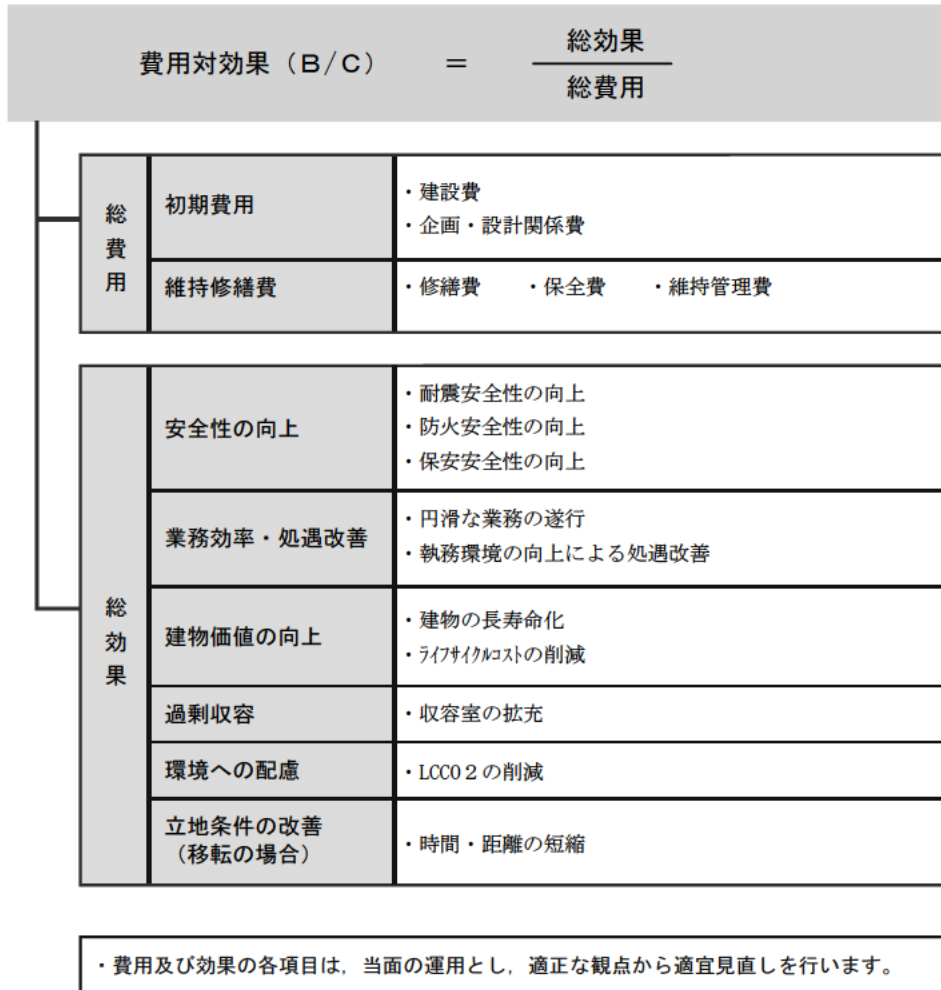 費用対効果（B/C） ＝ 総効果
総費用
総費用
初期費用
・建設費
・企画・設計関係費
維持修繕費
・修繕費 ・保全費 ・維持管理費
総効果
安全性の向上
・耐震安全性の向上
・防火安全性の向上
・保安安全性の向上
業務効率・処遇改善
・円滑な業務の遂行
・執務環境の向上による処遇改善
建物価値の向上
・建物の長寿命化
・ﾗｲﾌｻｲｸﾙｺｽﾄの削減
過剰収容
・収容室の拡充
環境への配慮
・LCCO２の削減
立地条件の改善
（移転の場合）
・時間・距離の短縮
・費用及び効果の各項目は，当面の運用とし，適正な観点から適宜見直しを行います。